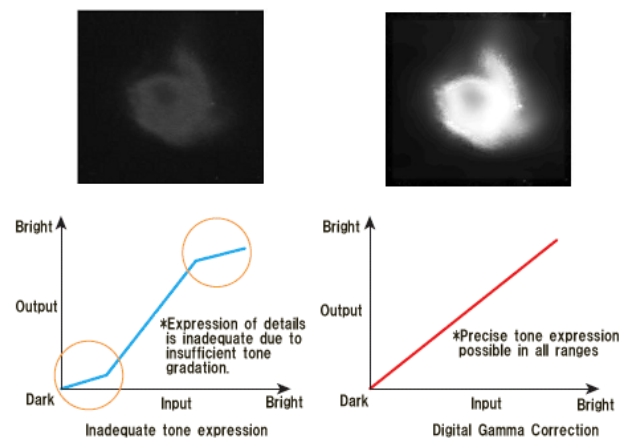 Bright
Output
*Expression of details
is inadequate due to
insufficient tone
gradation.
Dark
Input
Bright
Inadequate tone expression
Bright
Output
*Precise tone expression
possible in all ranges
Dark
Input
Bright
Digital Gamma Correction